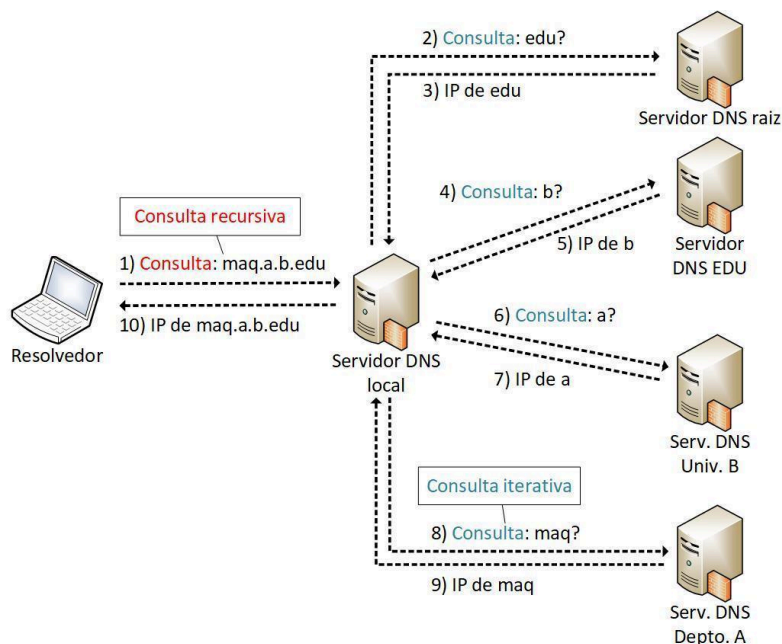 2) Consulta: edu?
3) IP de edu
Servidor DNS raiz
4) Consulta: b?
5) IP de b
Servidor
DNS EDU
Consulta recursiva
1) Consulta: maq.a.b.edu
10) IP de maq.a.b.edu
Resolvedor
Servidor DNS
local
6) Consulta: a?
7) IP de a
Serv. DNS
Univ. B
Consulta iterativa
8) Consulta: maq?
9) IP de maq
Serv. DNS
Depto. A